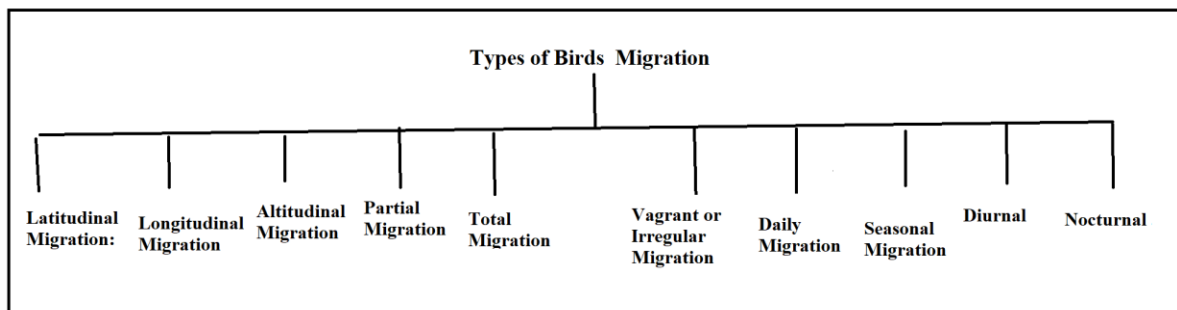 Types of Birds Migration
Latitudinal
Migration:
Longitudinal
Migration
Altitudinal
Migration
Partial
Migration
Total
Migration
Vagrant or
Irregular
Migration
Daily
Migration
Seasonal
Migration
Diurnal
Nocturnal